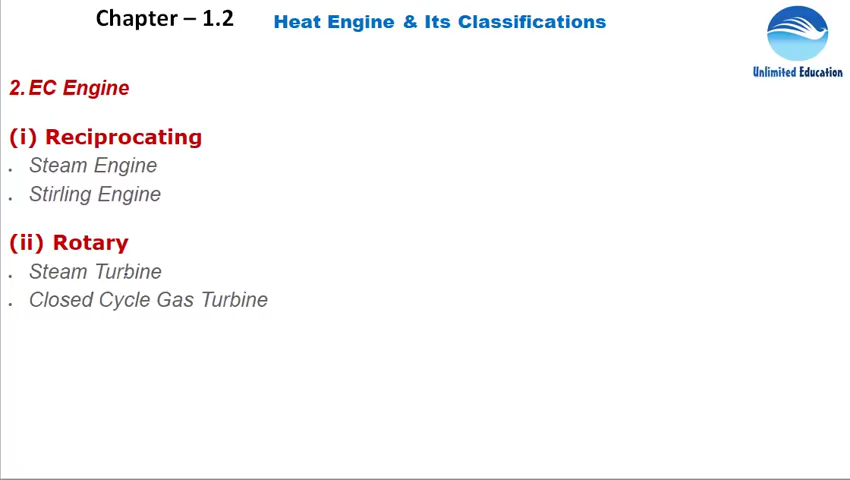 Chapter – 1.2
Heat Engine & Its Classifications
Unlimited Education
2. EC Engine
(i) Reciprocating
• Steam Engine
• Stirling Engine
(ii) Rotary
• Steam Turbine
• Closed Cycle Gas Turbine